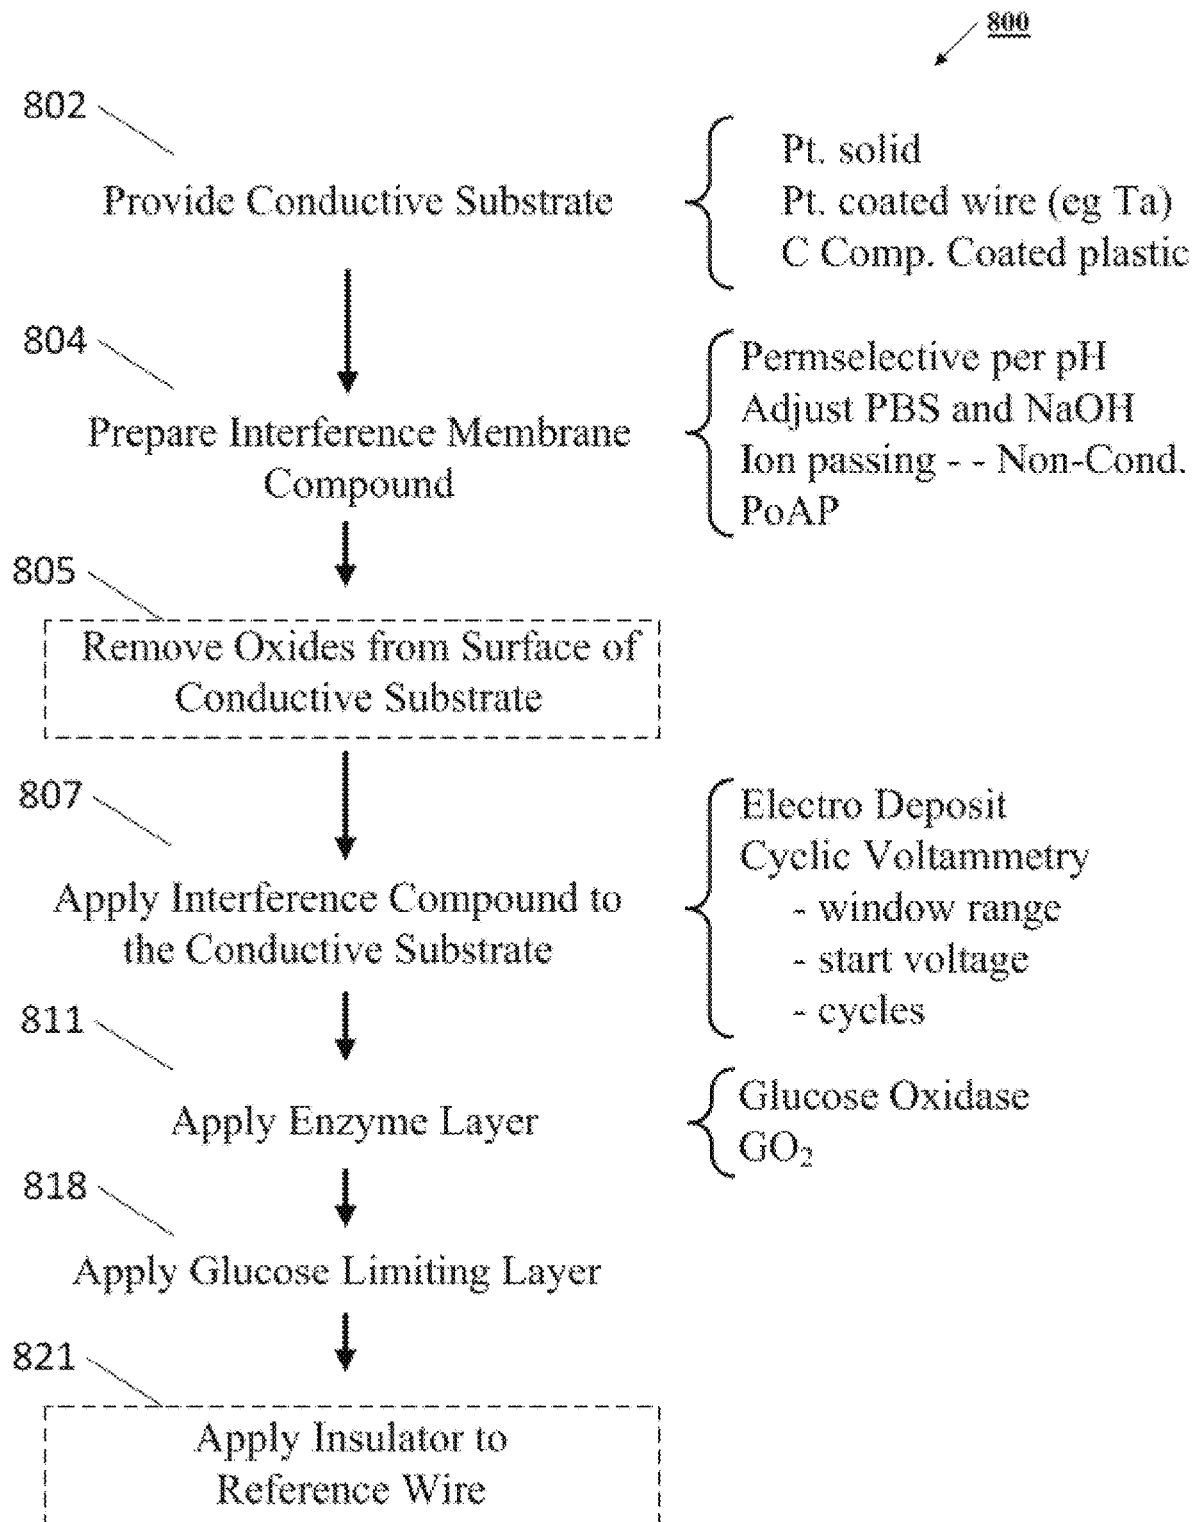 800
802
Provide Conductive Substrate
Pt. solid
Pt. coated wire (eg Ta)
C Comp. Coated plastic
804
Prepare Interference Membrane
Compound
Permselective per pH
Adjust PBS and NaOH
Ion passing - - Non-Cond.
PoAP
805
Remove Oxides from Surface of
Conductive Substrate
807
Apply Interference Compound to
the Conductive Substrate
Electro Deposit
Cyclic Voltammetry
- window range
- start voltage
- cycles
811
Apply Enzyme Layer
Glucose Oxidase
GO₂
818
Apply Glucose Limiting Layer
821
Apply Insulator to
Reference Wire